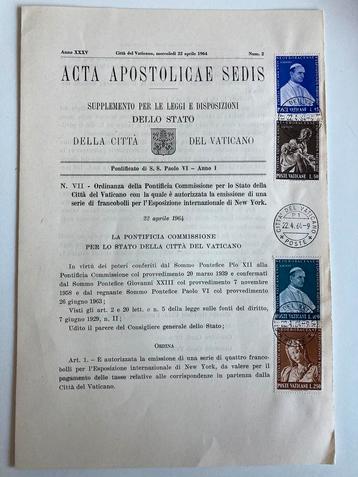 Anno XXXV Città del Vaticano, mercoledì 22 aprile 1964 Num. 2
ACTA APOSTOLICAE SEDIS
SUPPLEMENTO PER LE LEGGI E DISPOSIZIONI
DELLO STATO
DELLA CITTÀ DEL VATICANO
Pontificato di S. S. Paolo VI - Anno I
N. VII - Ordinanza della Pontificia Commissione per lo Stato della
Città del Vaticano con la quale è autorizzata la emissione di una
serie di francobolli per l'Esposizione internazionale di New York.
22 aprile 1964
LA PONTIFICIA COMMISSIONE
PER LO STATO DELLA CITTÀ DEL VATICANO
In virtù dei poteri conferiti dal Sommo Pontefice Pio XII alla
Pontificia Commissione col provvedimento 20 marzo 1939 e confermati
dal Sommo Pontefice Giovanni XXIII col provvedimento 7 novembre
1958 e dal regnante Sommo Pontefice Paolo VI col provvedimento
26 giugno 1963;
Visti gli art. 2 e 20 lett. e n. 5 della legge sulle fonti del diritto,
7 giugno 1929, n. II;
Udito il parere del Consigliere generale dello Stato;
ORDINA
Art. 1. - È autorizzata la emissione di una serie di quattro franco-
bolli per l'Esposizione internazionale di New York, da valere per il
pagamento delle tasse relative alle corrispondenze in partenza dalla
Città del Vaticano.
POSTE VATICANE
POSTE VATICANE L.50
CITTÀ DEL VATICANO
22.4.64-9
POSTE
POSTE VATICANE
POSTE VATICANE L.250